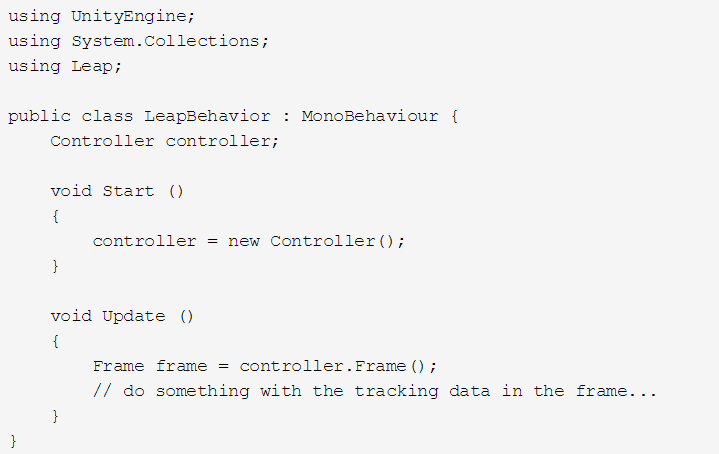 using UnityEngine;
using System.Collections;
using Leap;

public class LeapBehavior : MonoBehaviour {
    Controller controller;

    void Start ()
    {
        controller = new Controller();
    }

    void Update ()
    {
        Frame frame = controller.Frame();
        // do something with the tracking data in the frame...
    }
}